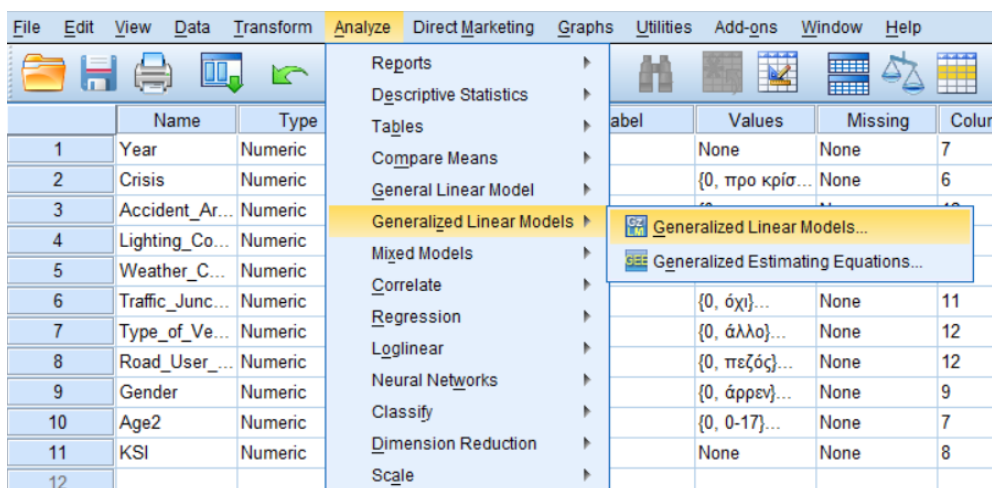 File Edit View Data Transform Analyze Direct Marketing Graphs Utilities Add-ons Window Help
Reports
Descriptive Statistics
Tables
Compare Means
General Linear Model
Generalized Linear Models
Mixed Models
Correlate
Regression
Loglinear
Neural Networks
Classify
Dimension Reduction
Scale
Generalized Linear Models...
GEE Generalized Estimating Equations...
Name Type abel Values Missing Colur
1 Year Numeric None None 7
2 Crisis Numeric {0, προ κρίσ... None 6
3 Accident_Ar... Numeric
4 Lighting_Co... Numeric
5 Weather_C... Numeric
6 Traffic_Junc... Numeric {0, όχι}... None 11
7 Type_of_Ve... Numeric {0, άλλο}... None 12
8 Road_User_... Numeric {0, πεζός}... None 12
9 Gender Numeric {0, άρρεν}... None 9
10 Age2 Numeric {0, 0-17}... None 7
11 KSI Numeric None None 8
12